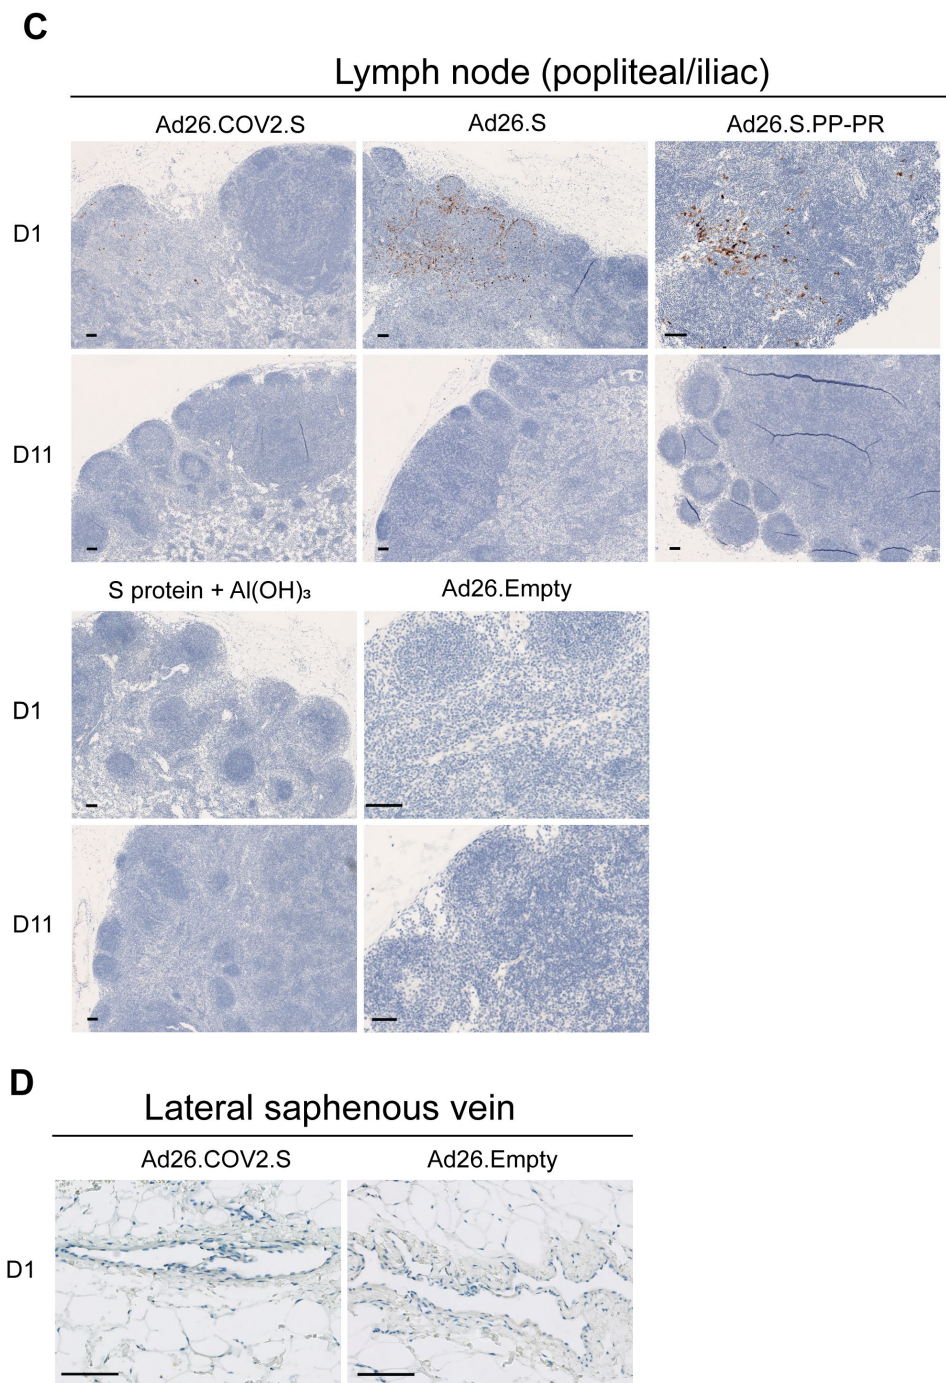 C
Lymph node (popliteal/iliac)
Ad26.COV2.S Ad26.S Ad26.S.PP-PR
D1
D11
S protein + Al(OH)₃ Ad26.Empty
D1
D11
D
Lateral saphenous vein
Ad26.COV2.S Ad26.Empty
D1